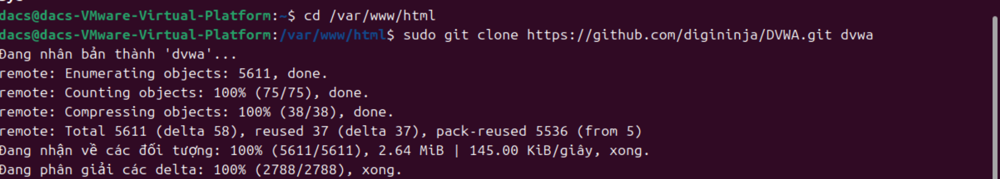 dacs@dacs-VMware-Virtual-Platform:~$ cd /var/www/html
dacs@dacs-VMware-Virtual-Platform:/var/www/html$ sudo git clone https://github.com/digininja/DVWA.git dvwa
Đang nhân bản thành 'dvwa'...
remote: Enumerating objects: 5611, done.
remote: Counting objects: 100% (75/75), done.
remote: Compressing objects: 100% (38/38), done.
remote: Total 5611 (delta 58), reused 37 (delta 37), pack-reused 5536 (from 5)
Đang nhận về các đối tượng: 100% (5611/5611), 2.64 MiB | 145.00 KiB/giây, xong.
Đang phân giải các delta: 100% (2788/2788), xong.